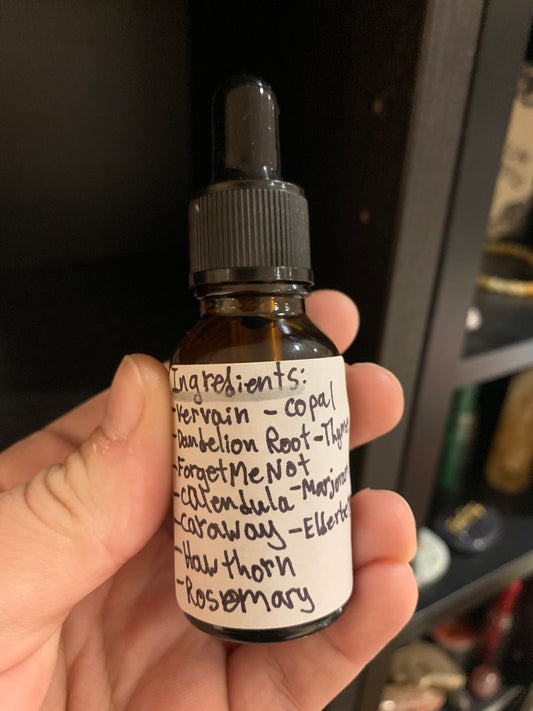 Ingredients:
-Vervain - copal
-Dandelion Root -Thyme
-ForgetMeNot
-Calendula -Marjoram
-Caraway -Elder
-Hawthorn
-Rosemary